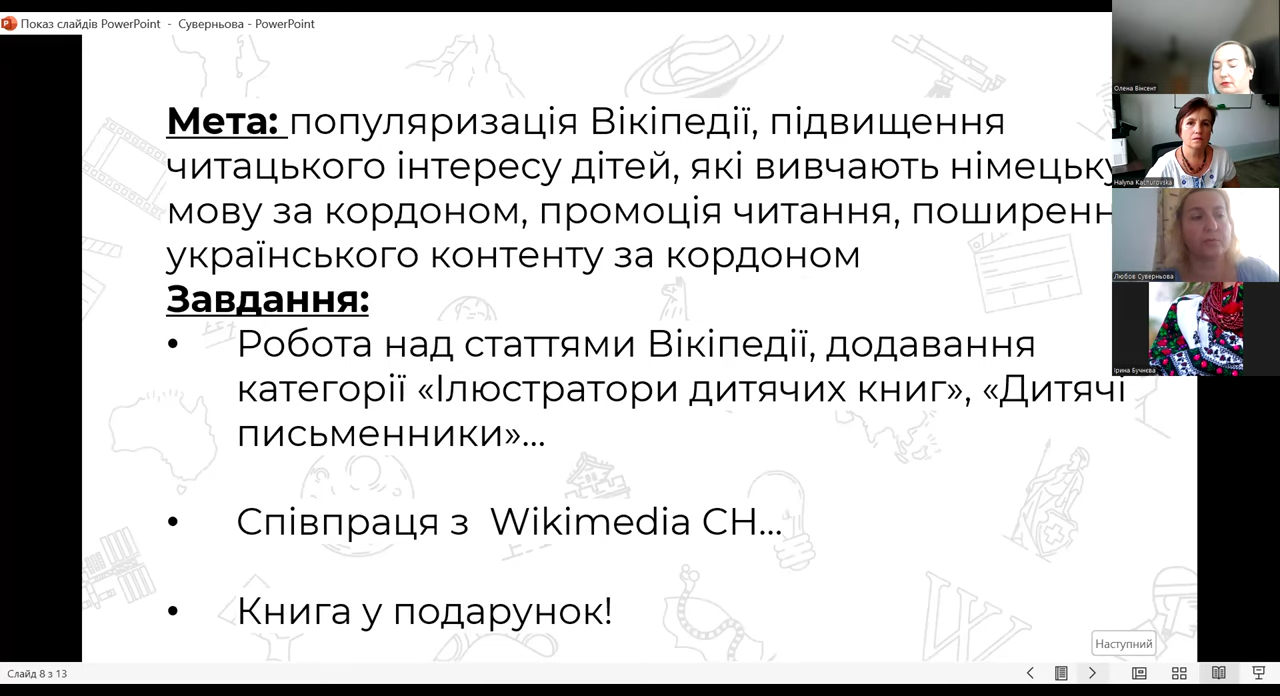 Показ слайдів PowerPoint - Суверньова - PowerPoint
Мета: популяризація Вікіпедії, підвищення
читацького інтересу дітей, які вивчають німецьку
мову за кордоном, промоція читання, поширенн
українського контенту за кордоном
Завдання:
• Робота над статтями Вікіпедії, додавання
категорії «Ілюстратори дитячих книг», «Дитячі
письменники»...
• Співпраця з Wikimedia CH...
• Книга у подарунок!
Наступний
Слайд 8 з 13
Олена Вінсент
Halyna Kachurovska
Любов Суверньова
Ірина Бучнєва